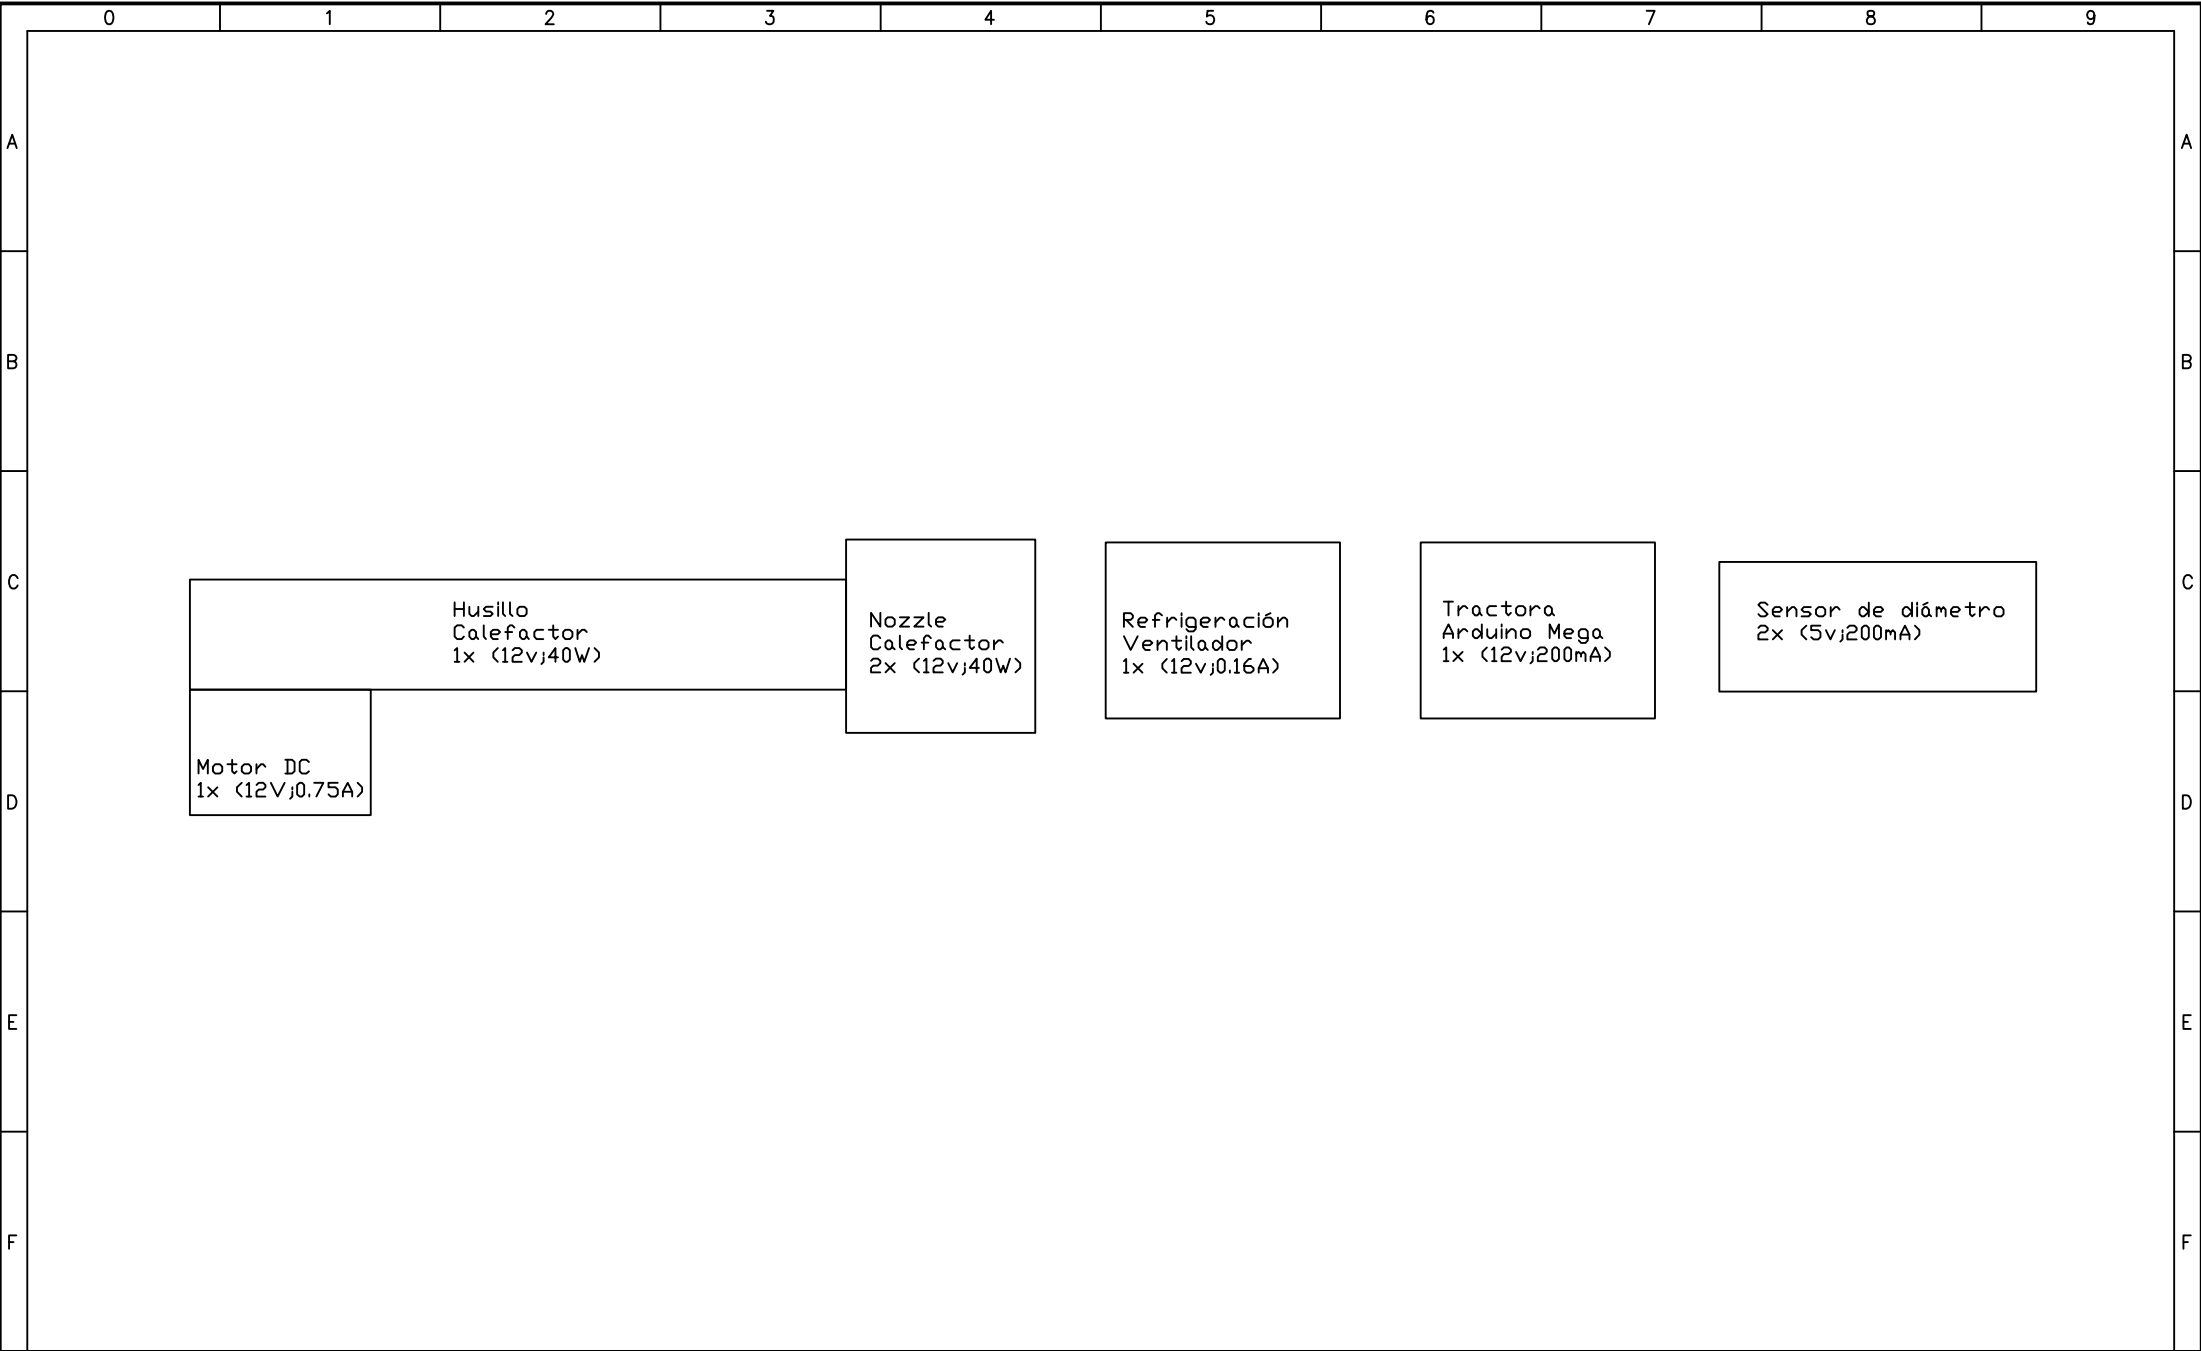 0 1 2 3 4 5 6 7 8 9
A A
B B
C C
Husillo
Calefactor
1x (12v;40W)
Nozzle
Calefactor
2x (12v;40W)
Refrigeración
Ventilador
1x (12v;0.16A)
Tractora
Arduino Mega
1x (12v;200mA)
Sensor de diámetro
2x (5v;200mA)
Motor DC
1x (12V;0.75A)
D D
E E
F F